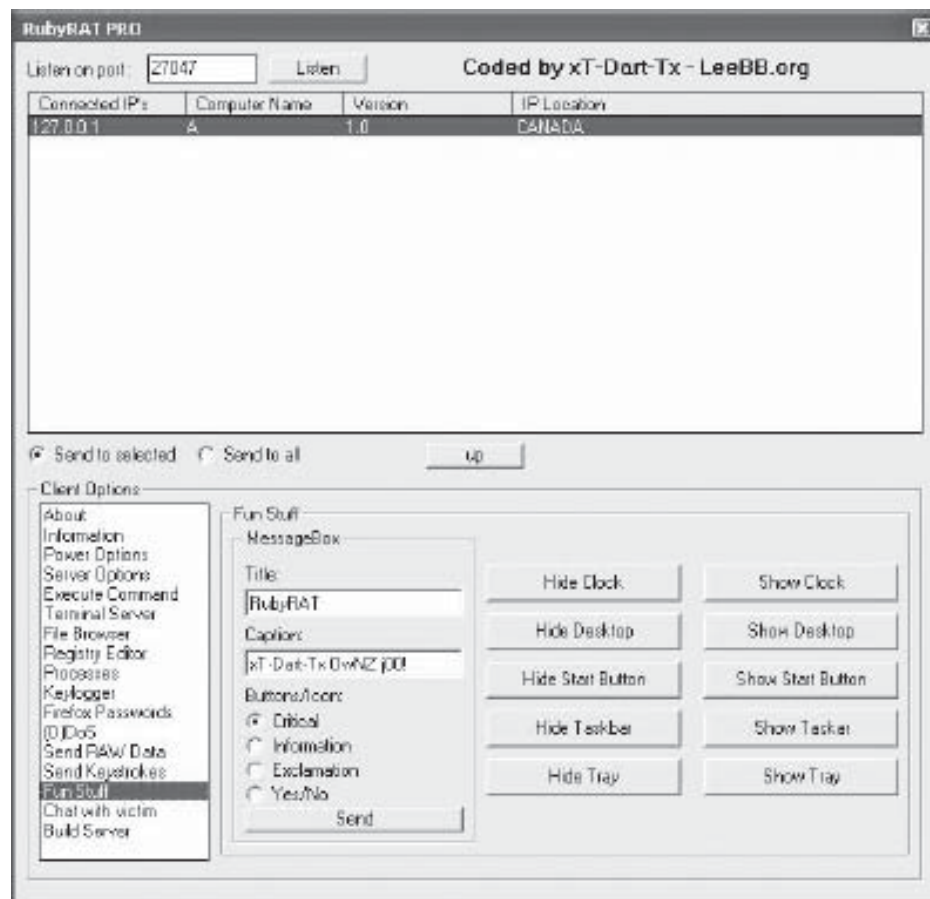 RubyRAT PRO
Listen on port: 27047 Listen Coded by xT-Dart-Tx - LeeBB.org
Connected IP's Computer Name Version IP Location
127.0.0.1 A 1.0 CANADA
Send to selected Send to all up
Client Options
About
Information
Power Options
Server Options
Execute Command
Terminal Server
File Browser
Registry Editor
Processes
Keylogger
Firefox Passwords
(D)DoS
Send RAW Data
Send Keystrokes
Fun Stuff
Chat with victim
Build Server
Fun Stuff
MessageBox
Title:
RubyRAT
Caption:
xT-Dart-Tx OwNZ j00!
Buttons/Icon:
Critical
Information
Exclamation
Yes/No
Send
Hide Clock Show Clock
Hide Desktop Show Desktop
Hide Start Button Show Start Button
Hide Taskbar Show Taskar
Hide Tray Show Tray